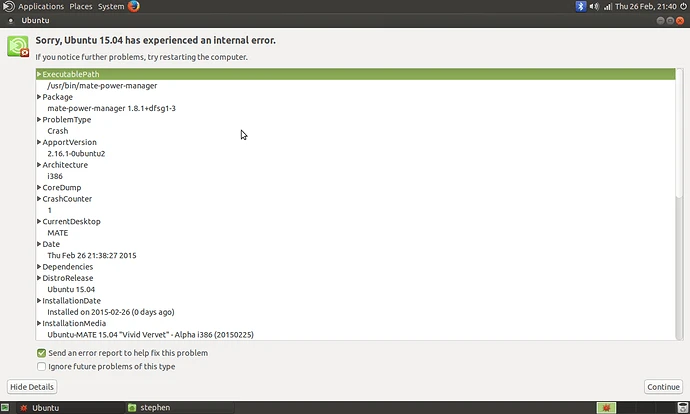 Applications Places System Thu 26 Feb, 21:40
Ubuntu
Sorry, Ubuntu 15.04 has experienced an internal error.
If you notice further problems, try restarting the computer.
ExecutablePath
/usr/bin/mate-power-manager
Package
mate-power-manager 1.8.1+dfsg1-3
ProblemType
Crash
ApportVersion
2.16.1-0ubuntu2
Architecture
i386
CoreDump
CrashCounter
1
CurrentDesktop
MATE
Date
Thu Feb 26 21:38:27 2015
Dependencies
DistroRelease
Ubuntu 15.04
InstallationDate
Installed on 2015-02-26 (0 days ago)
InstallationMedia
Ubuntu-MATE 15.04 "Vivid Vervet" - Alpha i386 (20150225)
Send an error report to help fix this problem
Ignore future problems of this type
Hide Details Continue
Ubuntu stephen